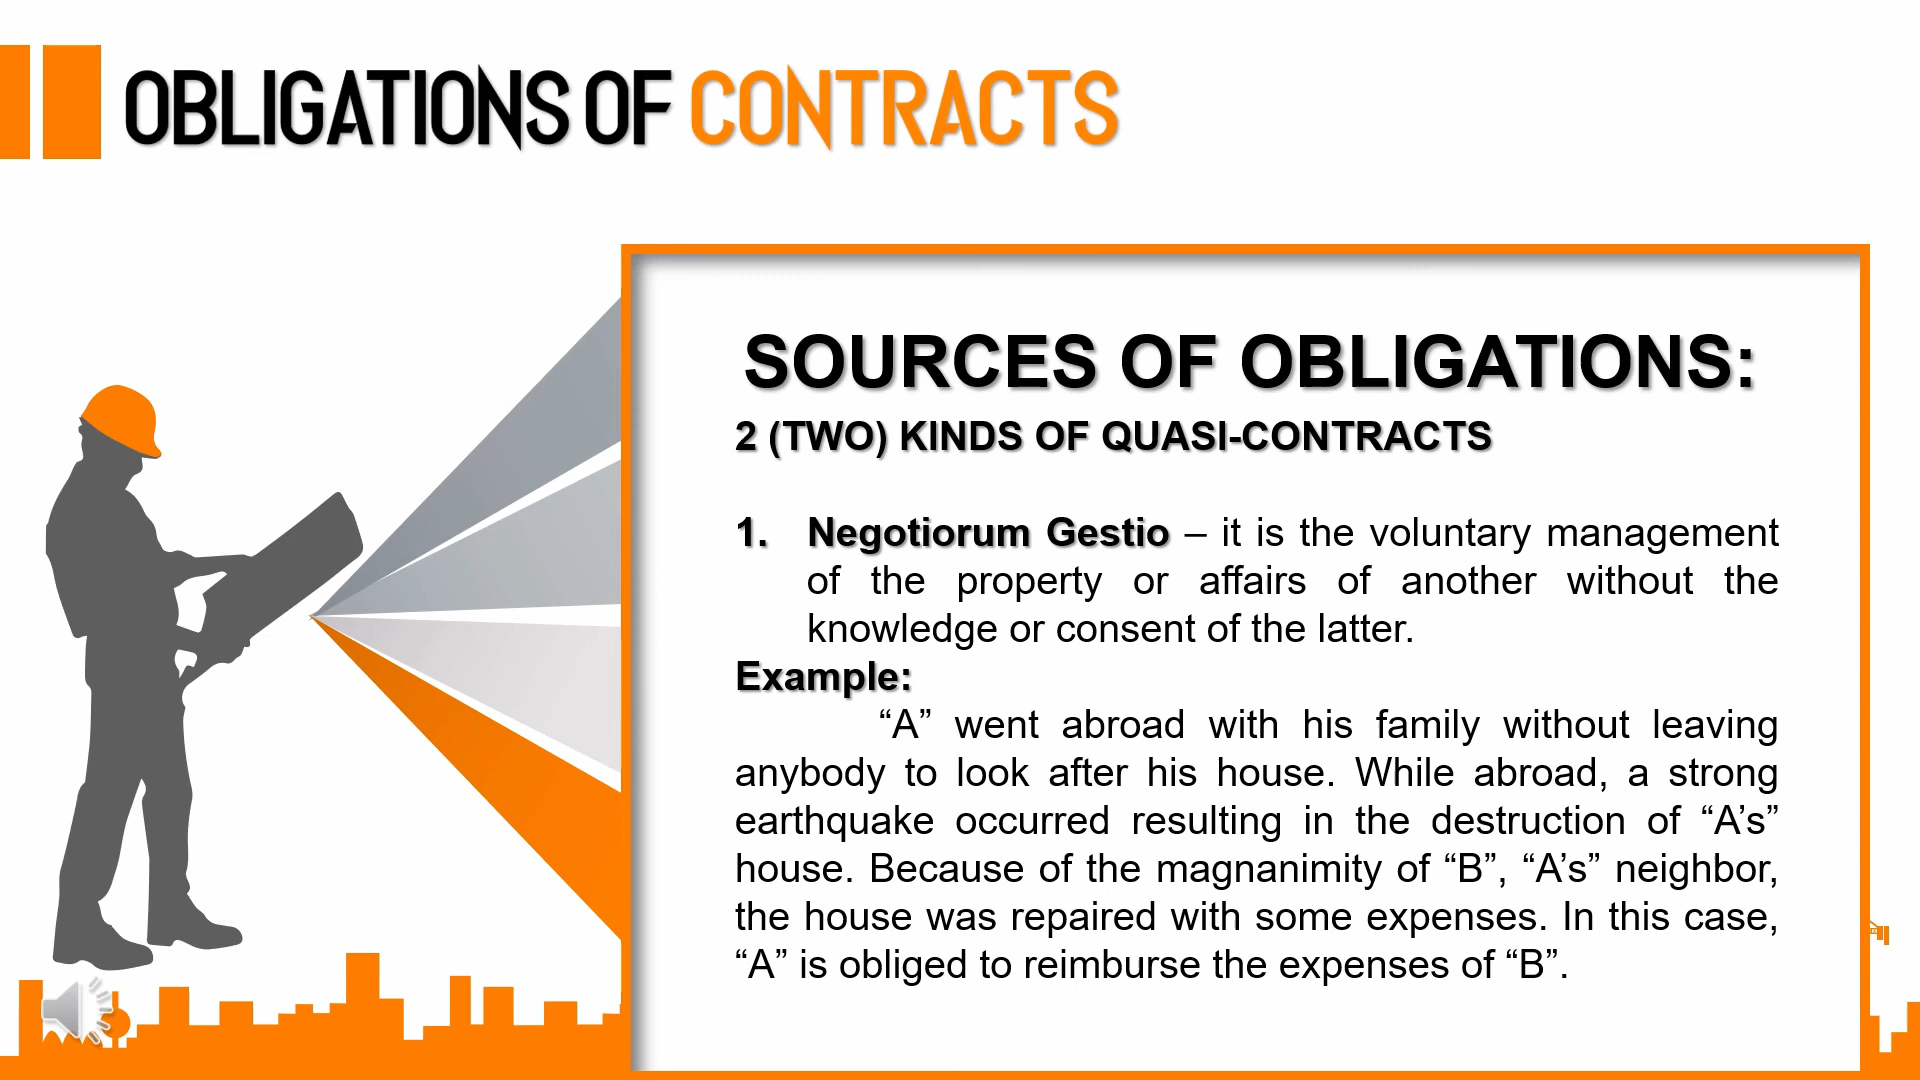 OBLIGATIONS OF CONTRACTS
SOURCES OF OBLIGATIONS:
2 (TWO) KINDS OF QUASI-CONTRACTS
1. Negotiorum Gestio – it is the voluntary management
of the property or affairs of another without the
knowledge or consent of the latter.
Example:
“A” went abroad with his family without leaving
anybody to look after his house. While abroad, a strong
earthquake occurred resulting in the destruction of “A’s”
house. Because of the magnanimity of “B”, “A’s” neighbor,
the house was repaired with some expenses. In this case,
“A” is obliged to reimburse the expenses of “B”.